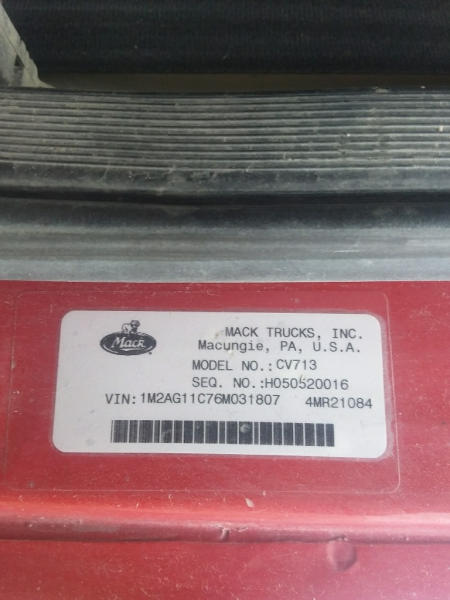 Mack
MACK TRUCKS, INC.
Macungie, PA, U.S.A.
MODEL NO.: CV713
SEQ. NO.:H050520016
VIN: 1M2AG11C76M031807 4MR21084